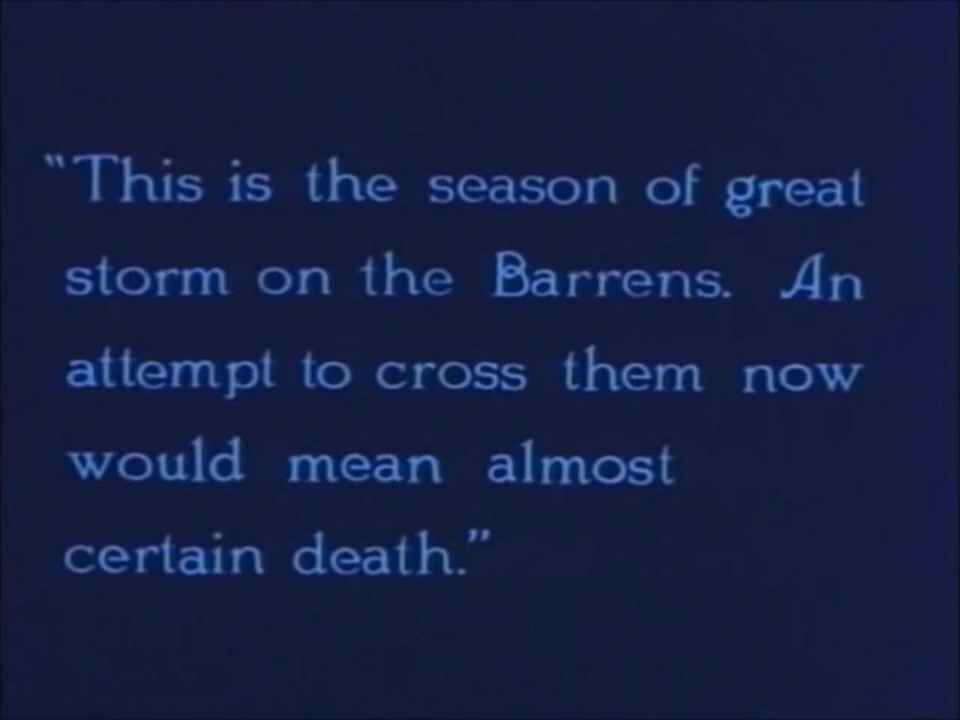 “This is the season of great
storm on the Barrens. An
attempt to cross them now
would mean almost
certain death.”